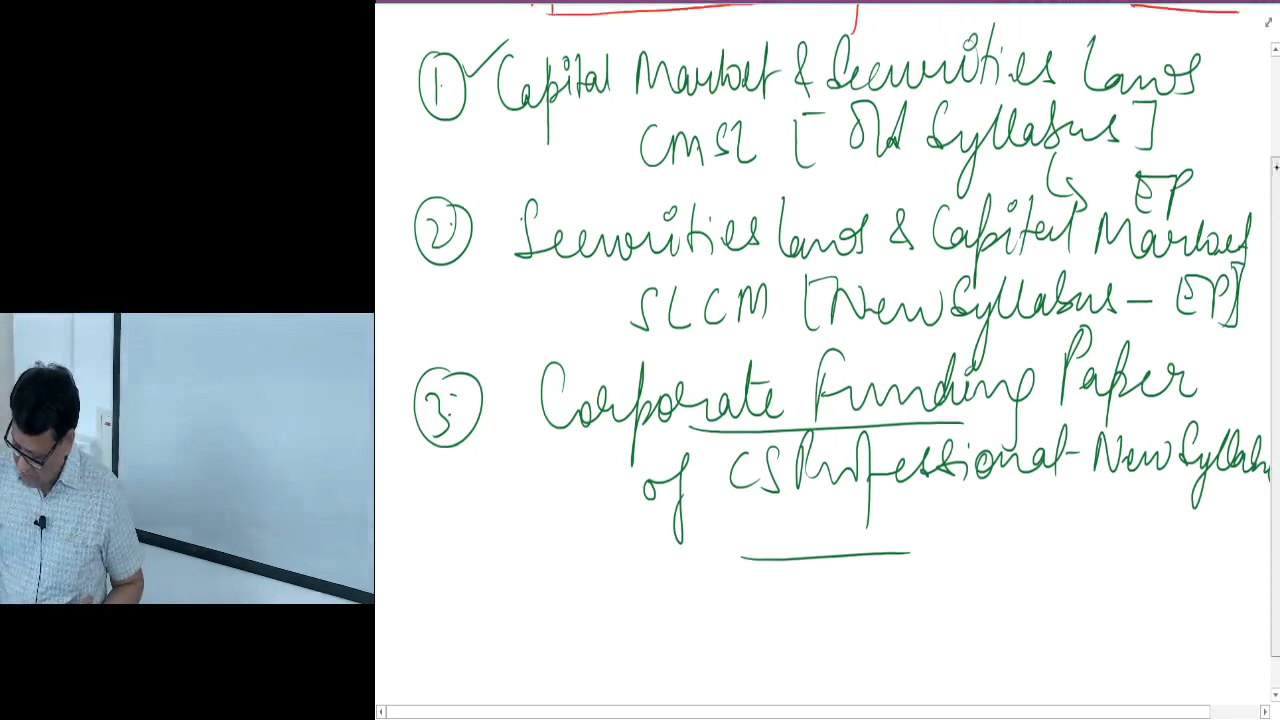 ① ✓ Capital Market & Securities Laws
CMSL [Old Syllabus]
↳ EP
② Securities Laws & Capital Market
SLCM [New Syllabus - EP]
③ Corporate Funding Paper
of CS Professional - New Syllabu